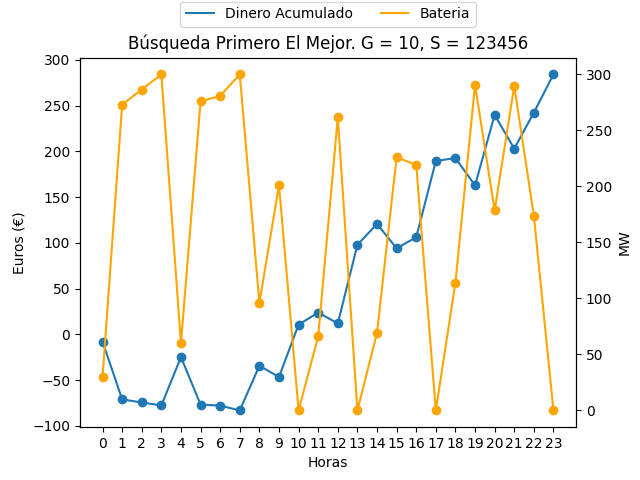 Dinero Acumulado Bateria
Búsqueda Primero El Mejor. G = 10, S = 123456
300
250
200
150
100
50
0
−50
−100
Euros (€)
300
250
200
150
100
50
0
MW
0 1 2 3 4 5 6 7 8 9 10 11 12 13 14 15 16 17 18 19 20 21 22 23
Horas